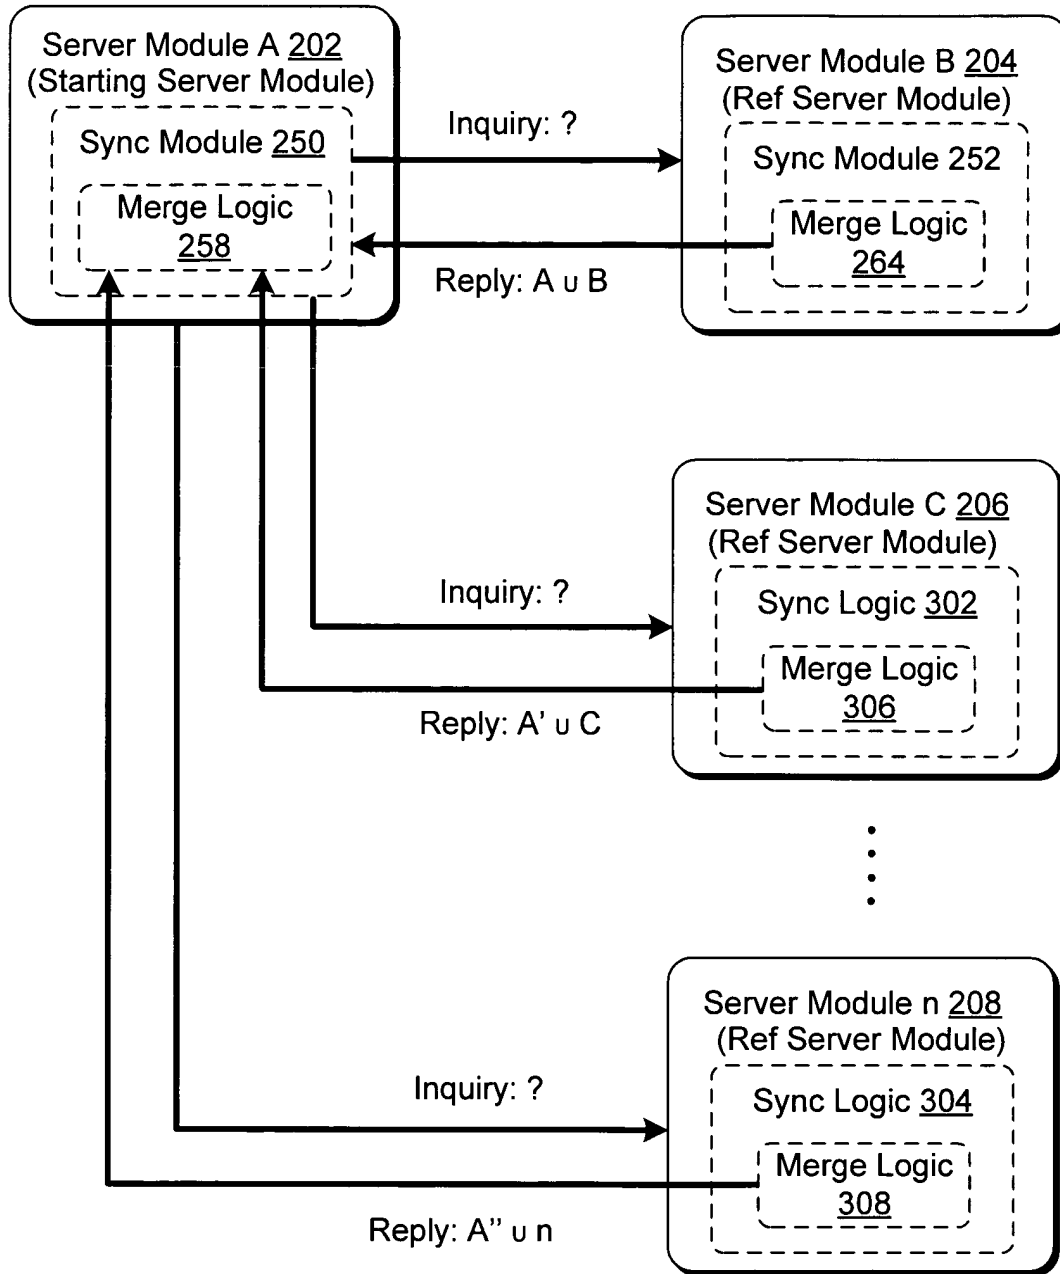 Server Module A 202
(Starting Server Module)
Sync Module 250
Merge Logic
258
Inquiry: ?
Reply: A ∪ B
Server Module B 204
(Ref Server Module)
Sync Module 252
Merge Logic
264
Server Module C 206
(Ref Server Module)
Sync Logic 302
Merge Logic
306
Inquiry: ?
Reply: A' ∪ C
Server Module n 208
(Ref Server Module)
Sync Logic 304
Merge Logic
308
Inquiry: ?
Reply: A'' ∪ n